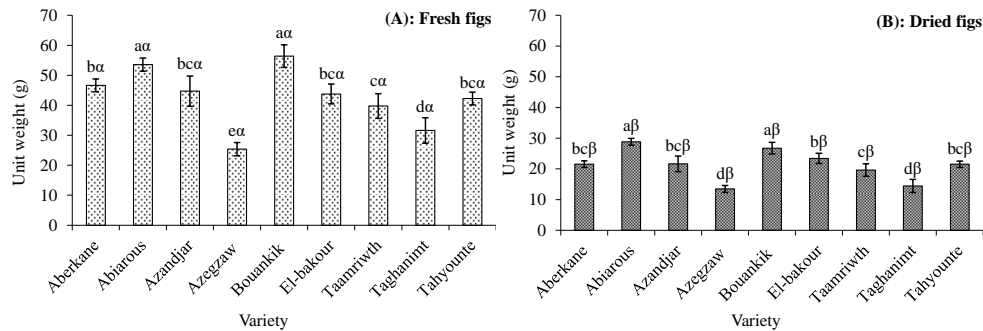 (A): Fresh figs
Unit weight (g)
70
60
50
40
30
20
10
0
bα
aα
bcα
eα
aα
bcα
cα
dα
bcα
Aberkane
Abiarous
Azandjar
Azegzaw
Bouankik
El-bakour
Taamriwth
Taghanimt
Tahyounte
Variety
(B): Dried figs
Unit weight (g)
70
60
50
40
30
20
10
0
bcβ
aβ
bcβ
dβ
aβ
bβ
cβ
dβ
bcβ
Aberkane
Abiarous
Azandjar
Azegzaw
Bouankik
El-bakour
Taamriwth
Taghanimt
Tahyounte
Variety